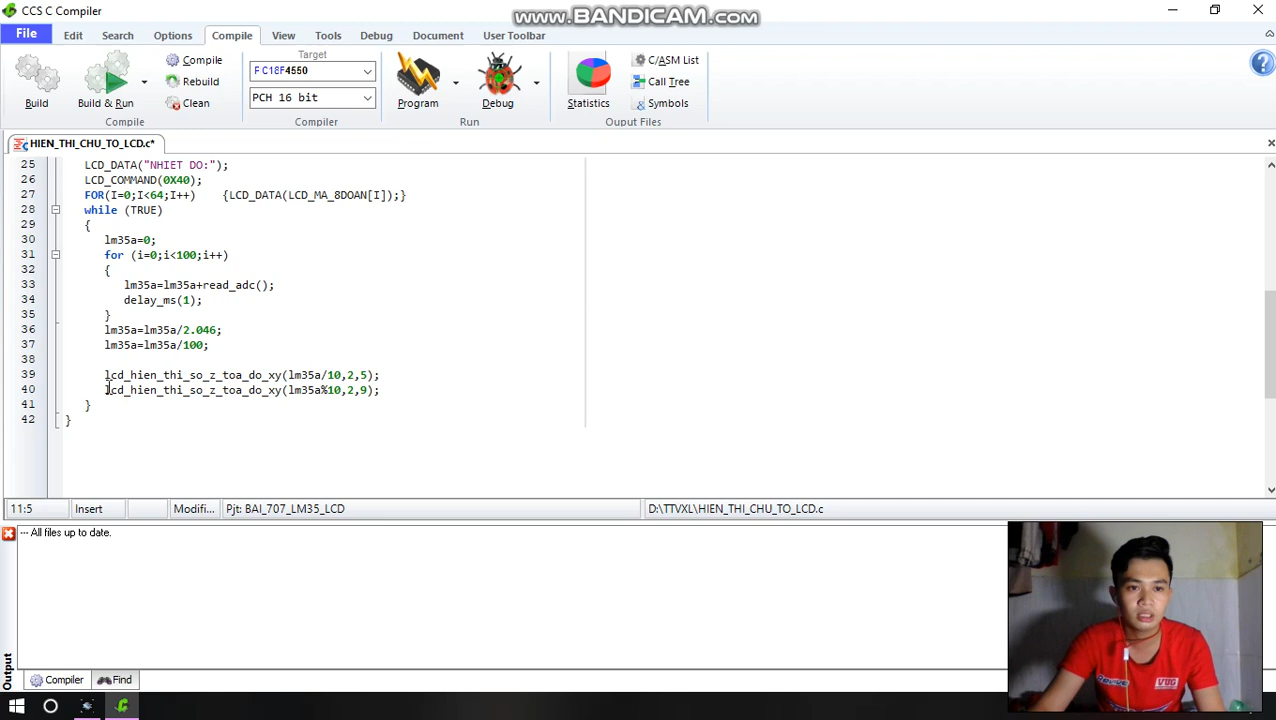 CCS C Compiler
www.BANDICAM.com
File Edit Search Options Compile View Tools Debug Document User Toolbar
Build
Build & Run
Compile
Rebuild
Clean
Compile
Target
PIC18F4550
PCH 16 bit
Compiler
Program
Debug
Run
Statistics
C/ASM List
Call Tree
Symbols
Ouput Files
HIEN_THI_CHU_TO_LCD.c*
25 LCD_DATA("NHIET DO:");
26 LCD_COMMAND(0X40);
27 FOR(I=0;I<64;I++) {LCD_DATA(LCD_MA_8DOAN[I]);}
28 while (TRUE)
29 {
30 lm35a=0;
31 for (i=0;i<100;i++)
32 {
33 lm35a=lm35a+read_adc();
34 delay_ms(1);
35 }
36 lm35a=lm35a/2.046;
37 lm35a=lm35a/100;
38
39 lcd_hien_thi_so_z_toa_do_xy(lm35a/10,2,5);
40 lcd_hien_thi_so_z_toa_do_xy(lm35a%10,2,9);
41 }
42 }
11:5 Insert Modifi... Pjt: BAI_707_LM35_LCD D:\TTVXL\HIEN_THI_CHU_TO_LCD.c
--- All files up to date.
Output
Compiler Find